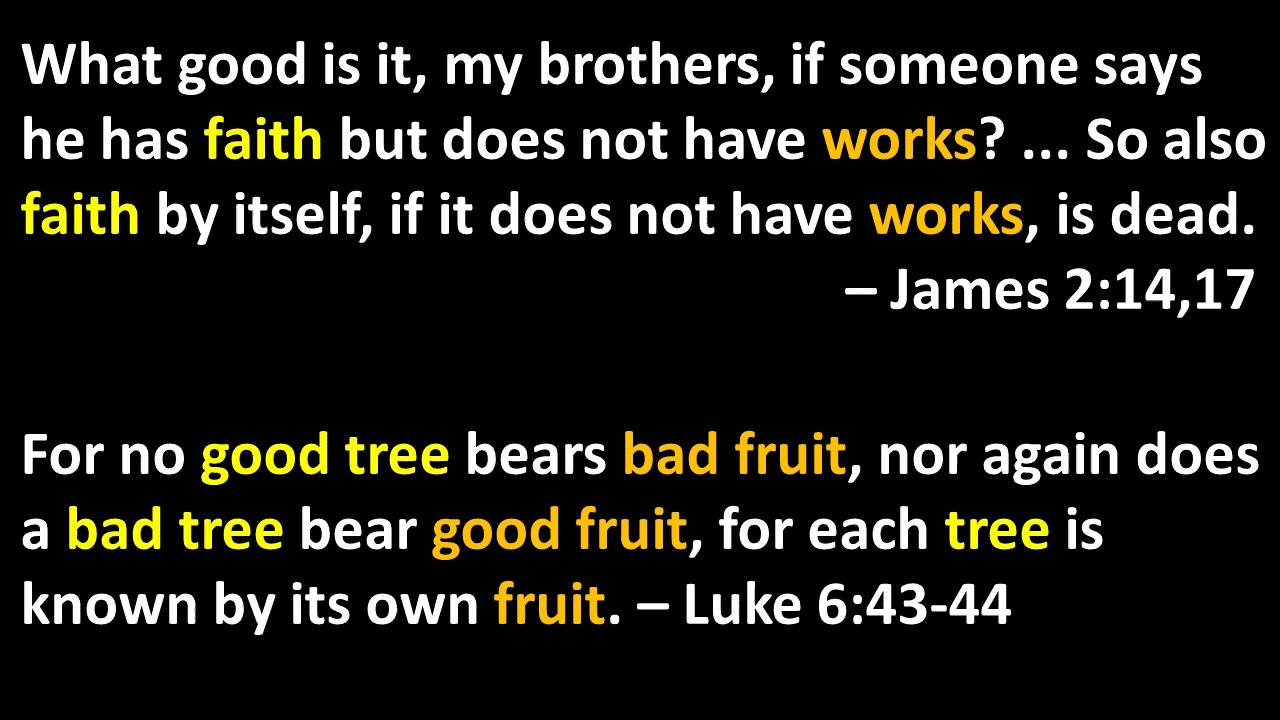 What good is it, my brothers, if someone says
he has faith but does not have works? ... So also
faith by itself, if it does not have works, is dead.
– James 2:14,17
For no good tree bears bad fruit, nor again does
a bad tree bear good fruit, for each tree is
known by its own fruit. – Luke 6:43-44